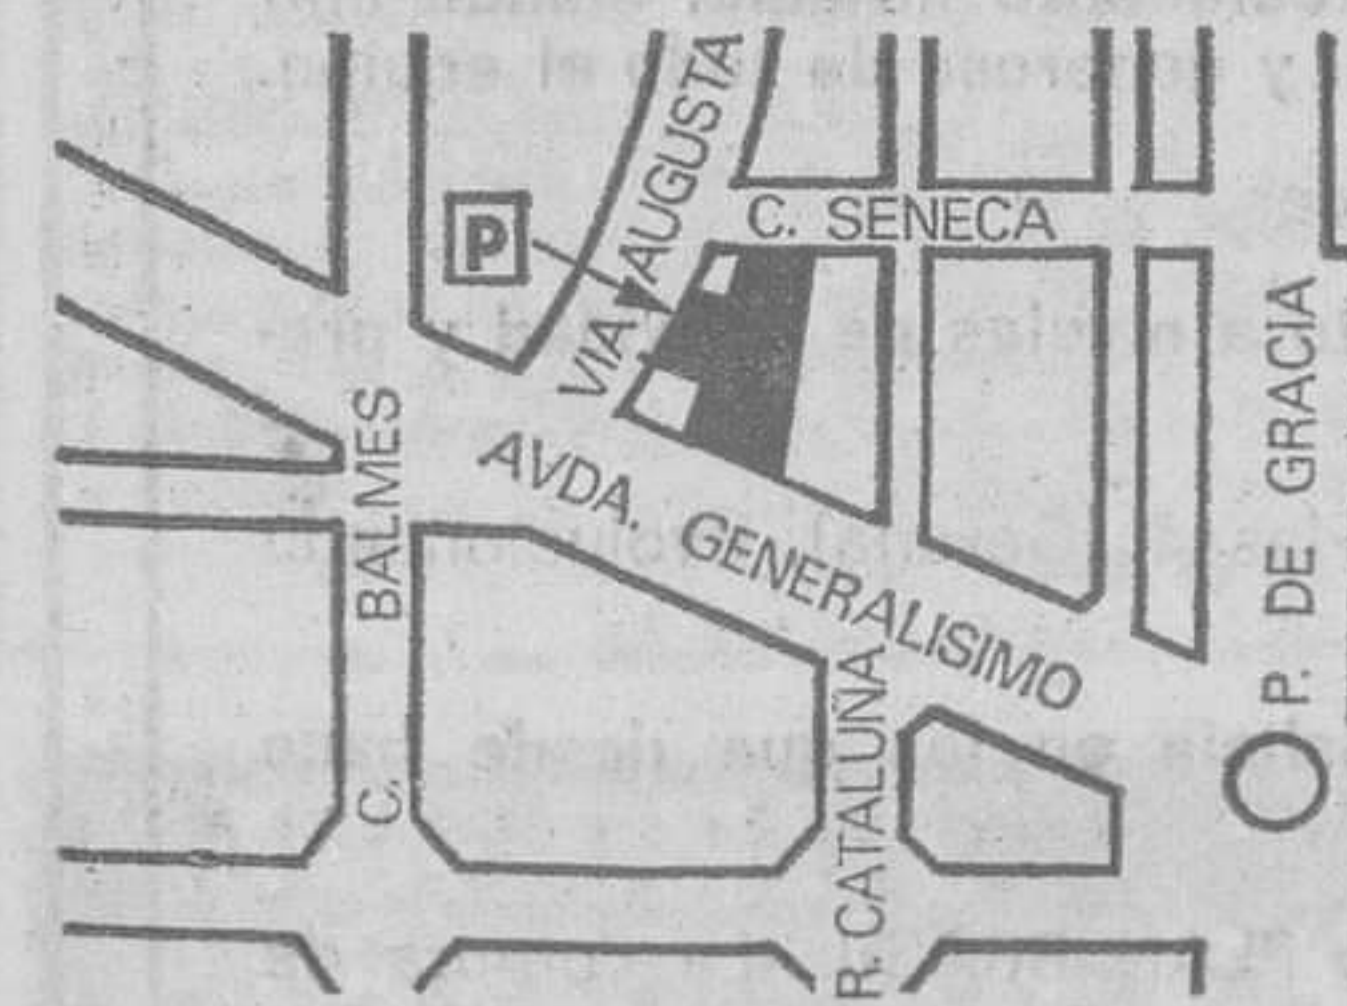 VIA AUGUSTA
P
C. SENECA
AVDA. GENERALISIMO
C. BALMES
R. CATALUÑA
P. DE GRACIA